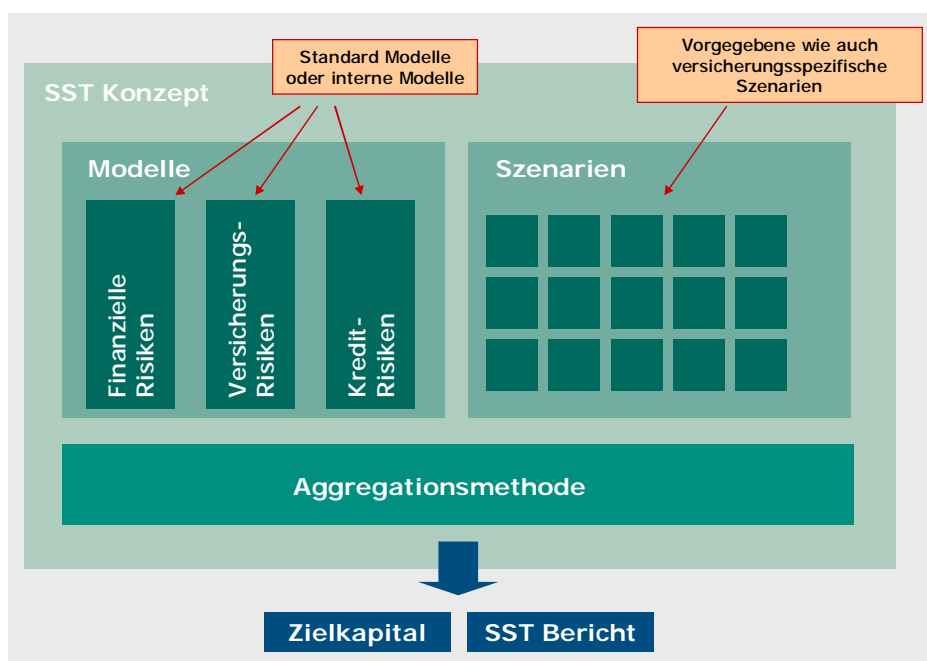 Standard Modelle
oder interne Modelle
Vorgegebene wie auch
versicherungsspezifische
Szenarien
SST Konzept
Modelle
Finanzielle
Risiken
Versicherungs-
Risiken
Kredit-
Risiken
Szenarien
Aggregationsmethode
Zielkapital
SST Bericht